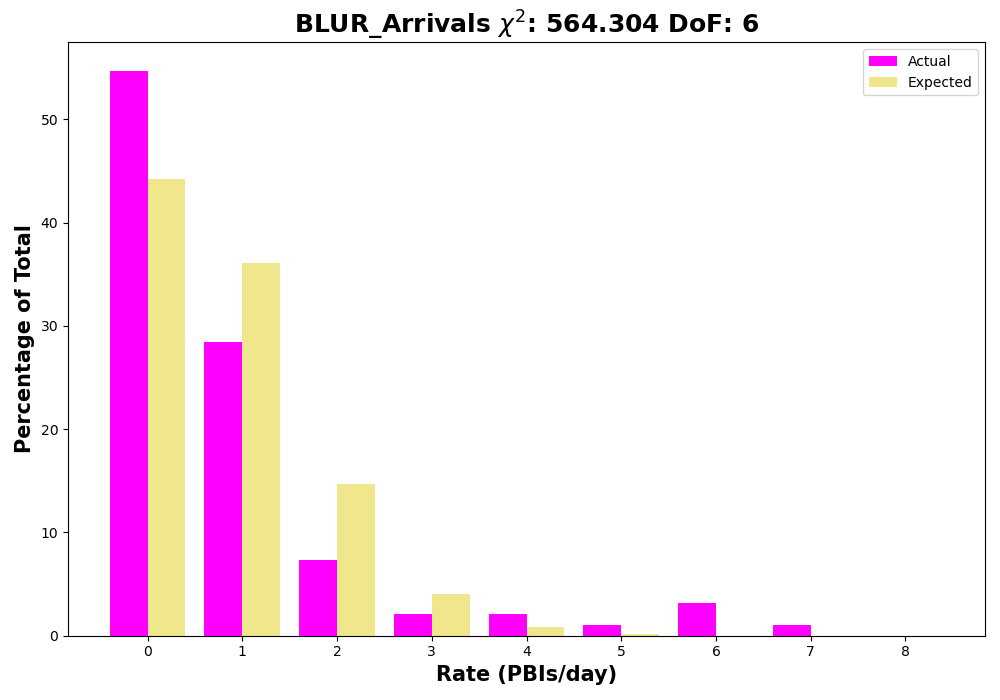 BLUR_Arrivals χ²: 564.304 DoF: 6
Actual
Expected
Percentage of Total
50
40
30
20
10
0
0 1 2 3 4 5 6 7 8
Rate (PBIs/day)